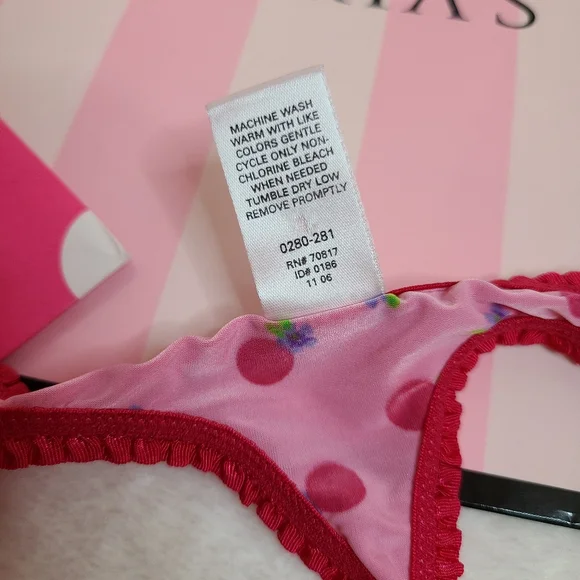 MACHINE WASH
WARM WITH LIKE
COLORS GENTLE
CYCLE ONLY NON-
CHLORINE BLEACH
WHEN NEEDED
TUMBLE DRY LOW
REMOVE PROMPTLY
0280-281
RN# 70817
ID# 0186
11 06